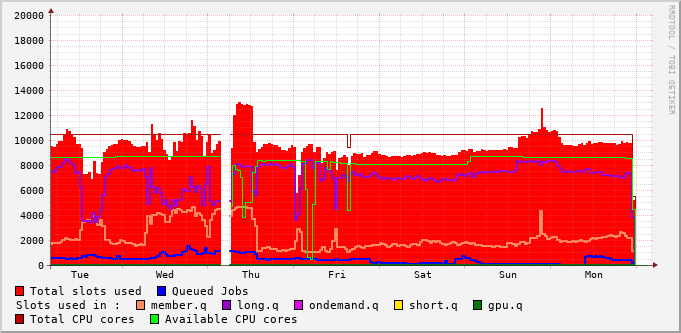 RRDTOOL / TOBI OETIKER
20000
18000
16000
14000
12000
10000
8000
6000
4000
2000
0
Tue Wed Thu Fri Sat Sun Mon
Total slots used Queued Jobs
Slots used in : member.q long.q ondemand.q short.q gpu.q
Total CPU cores Available CPU cores